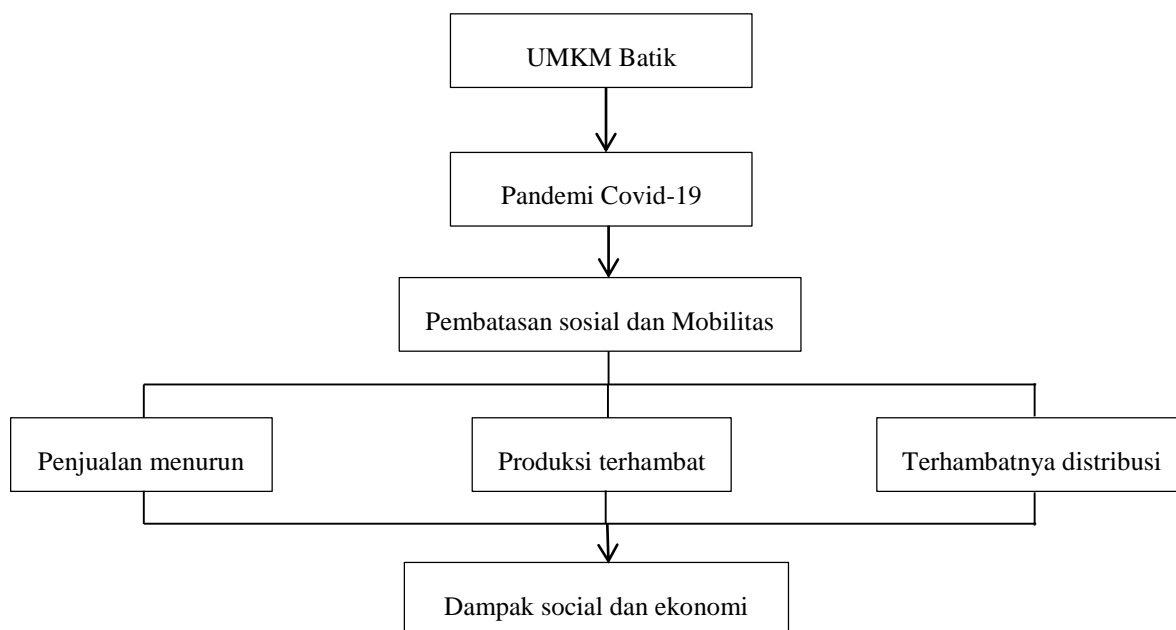 UMKM Batik
Pandemi Covid-19
Pembatasan sosial dan Mobilitas
Penjualan menurun
Produksi terhambat
Terhambatnya distribusi
Dampak social dan ekonomi